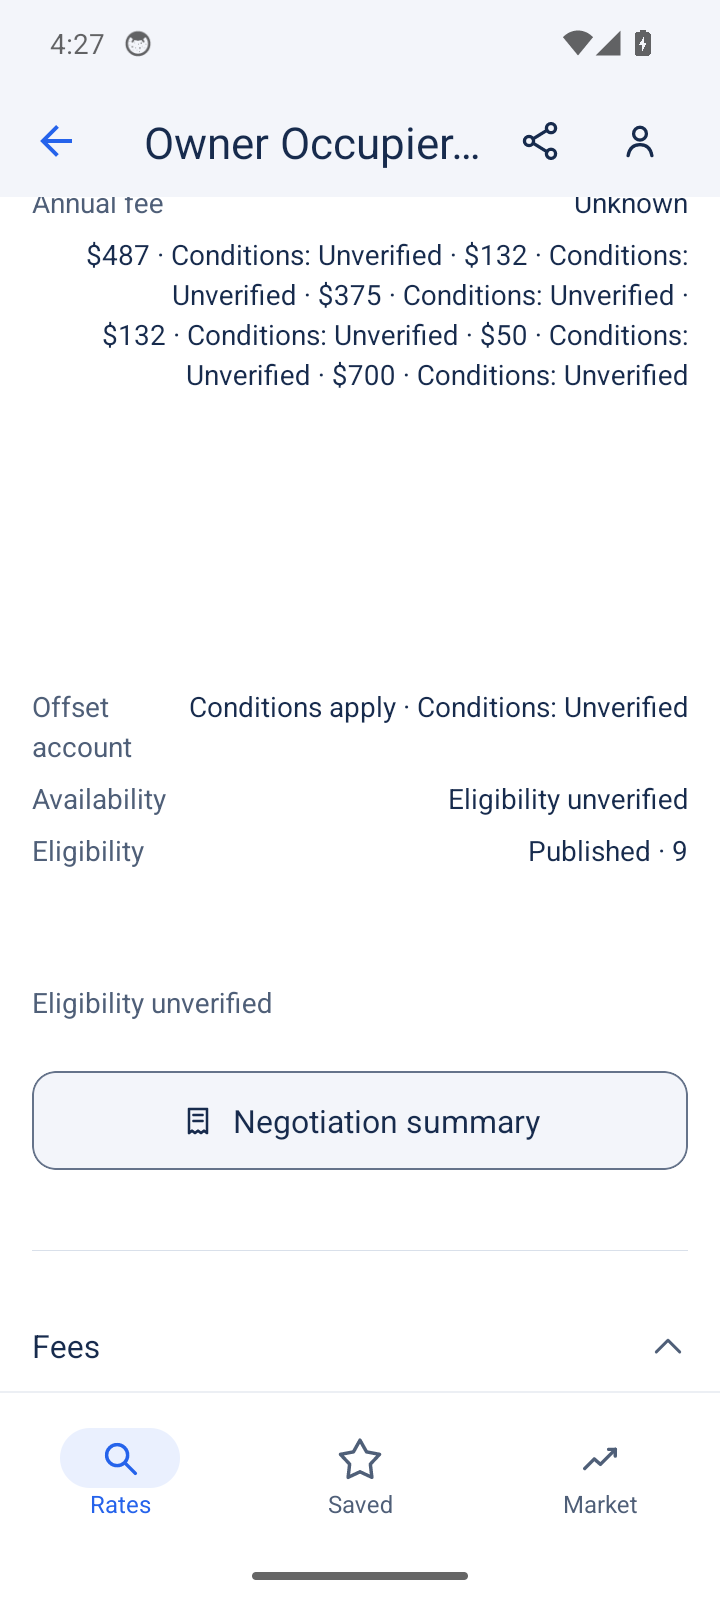 4:27
Owner Occupier...
Annual fee Unknown
$487 · Conditions: Unverified · $132 · Conditions:
Unverified · $375 · Conditions: Unverified ·
$132 · Conditions: Unverified · $50 · Conditions:
Unverified · $700 · Conditions: Unverified
Offset Conditions apply · Conditions: Unverified
account
Availability Eligibility unverified
Eligibility Published · 9
Eligibility unverified
Negotiation summary
Fees
Rates Saved Market